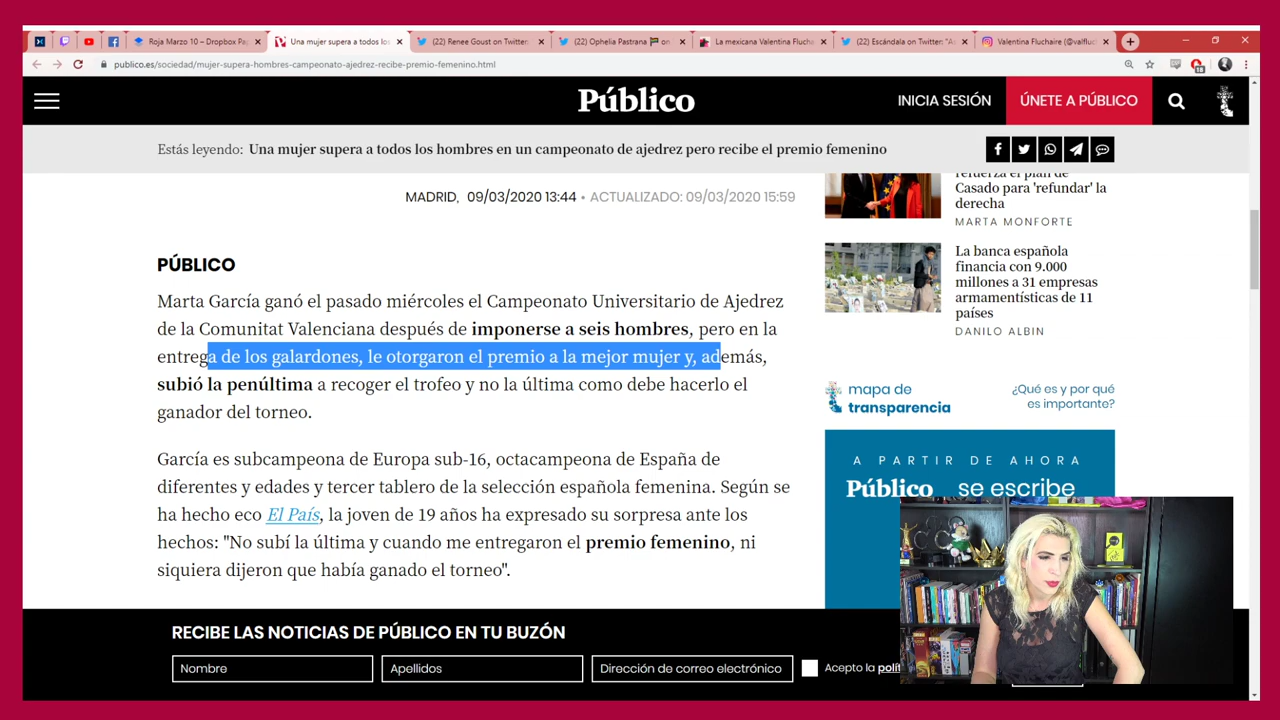 Roja Marzo 10 – Dropbox Pap
Una mujer supera a todos los
(22) Renee Goust on Twitter:
(22) Ophelia Pastrana 🏴 on
La mexicana Valentina Flucha
Escándala on Twitter: "A
Valentina Fluchaire (@valfluc
publico.es/sociedad/mujer-supera-hombres-campeonato-ajedrez-recibe-premio-femenino.html
18
Público
INICIA SESIÓN
ÚNETE A PÚBLICO
Estás leyendo: Una mujer supera a todos los hombres en un campeonato de ajedrez pero recibe el premio femenino
MADRID, 09/03/2020 13:44 • ACTUALIZADO: 09/03/2020 15:59
PÚBLICO
Marta García ganó el pasado miércoles el Campeonato Universitario de Ajedrez
de la Comunitat Valenciana después de imponerse a seis hombres, pero en la
entrega de los galardones, le otorgaron el premio a la mejor mujer y, además,
subió la penúltima a recoger el trofeo y no la última como debe hacerlo el
ganador del torneo.
García es subcampeona de Europa sub-16, octacampeona de España de
diferentes y edades y tercer tablero de la selección española femenina. Según se
ha hecho eco El País, la joven de 19 años ha expresado su sorpresa ante los
hechos: "No subí la última y cuando me entregaron el premio femenino, ni
siquiera dijeron que había ganado el torneo".
refuerza el plan de
Casado para 'refundar' la
derecha
MARTA MONFORTE
La banca española
financia con 9.000
millones a 31 empresas
armamentísticas de 11
países
DANILO ALBIN
mapa de
transparencia
¿Qué es y por qué
es importante?
A PARTIR DE AHORA
Público se escribe
RECIBE LAS NOTICIAS DE PÚBLICO EN TU BUZÓN
Nombre
Apellidos
Dirección de correo electrónico
Acepto la polít